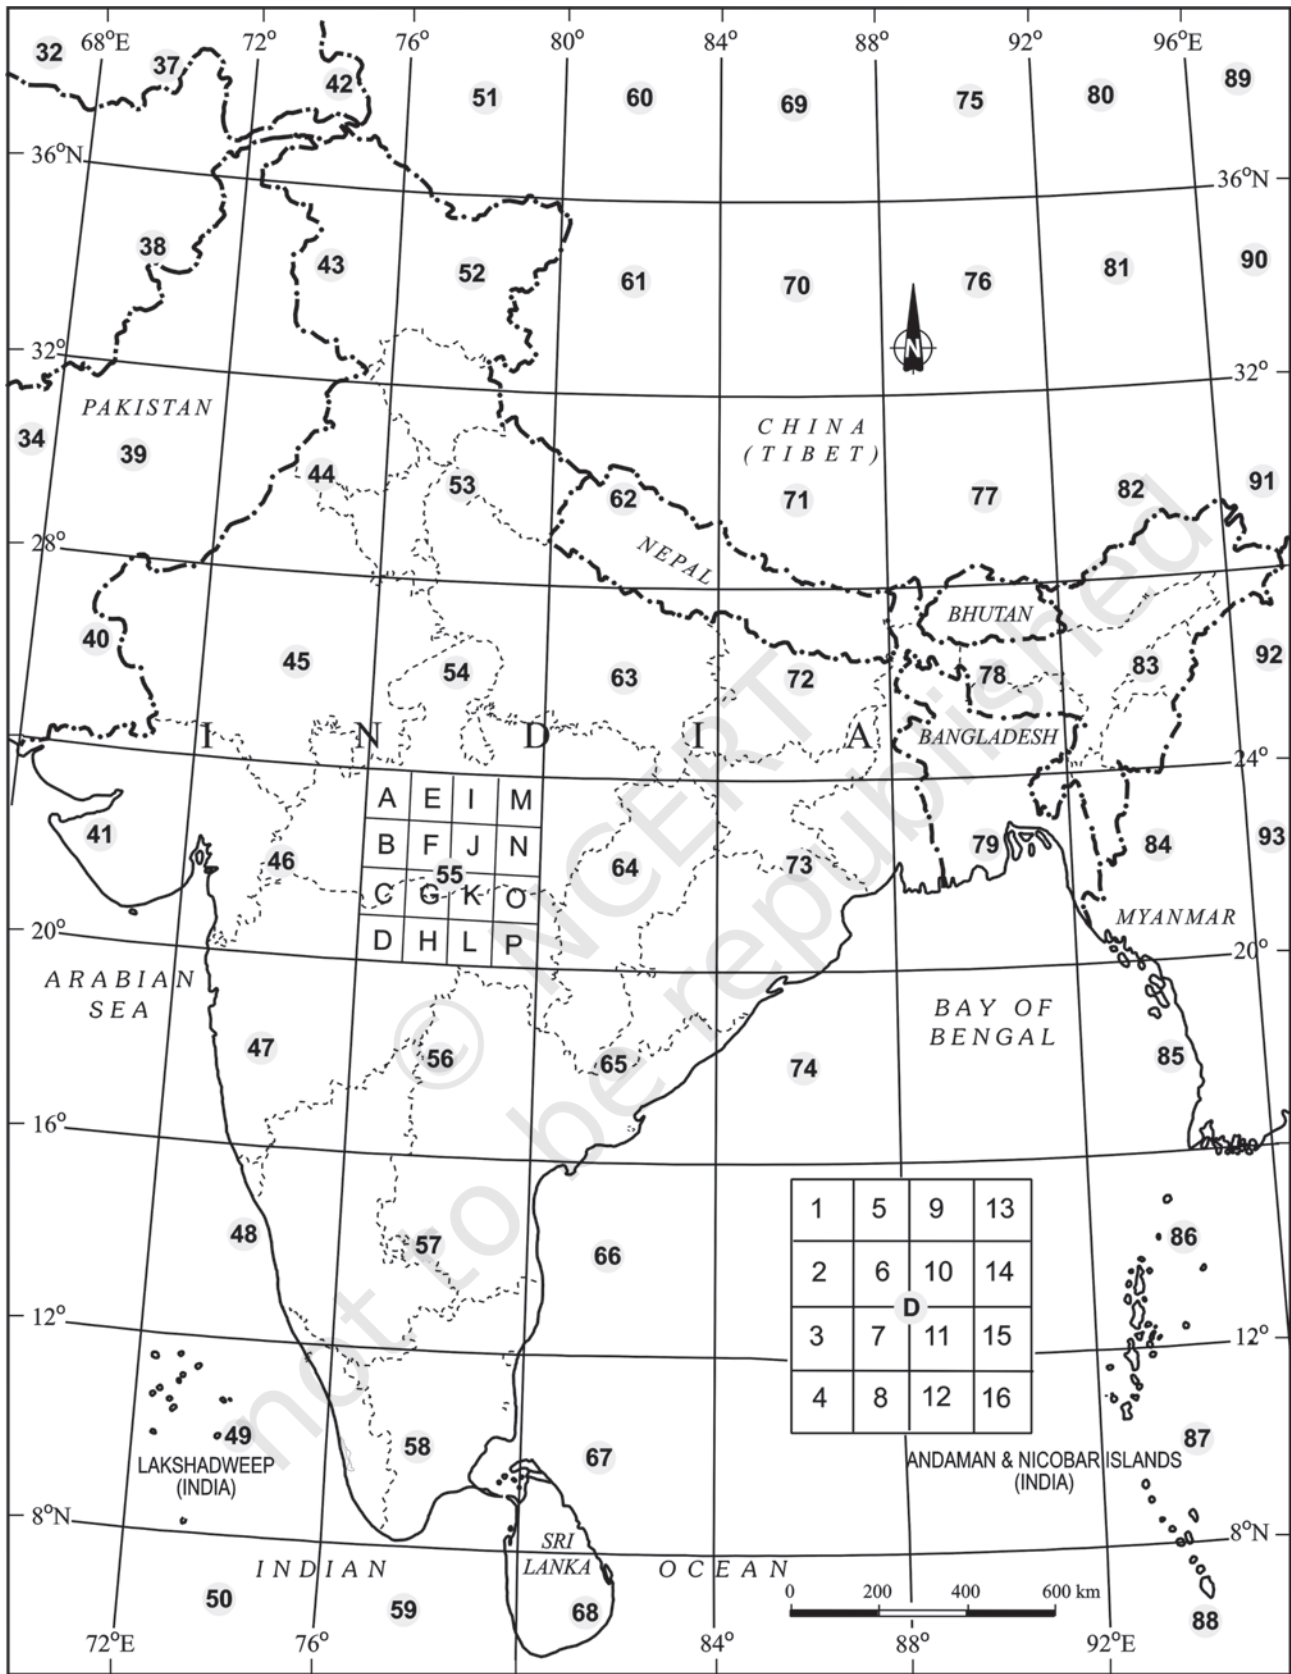 68°E 72° 76° 80° 84° 88° 92° 96°E
32 37 42 51 60 69 75 80 89
36°N 36°N
38 43 52 61 70 76 81 90
N
32° 32°
PAKISTAN
CHINA
(TIBET)
34 39 44 53 62 71 77 82 91
28°
NEPAL
BHUTAN
40 45 54 63 72 78 83 92
I N D I A
BANGLADESH
24°
A E I M
B F J N
55
C G K O
D H L P
41 46 64 73 79 84 93
MYANMAR
20° 20°
ARABIAN
SEA
BAY OF
BENGAL
47 56 65 74 85
16°
48 57 66 86
1 5 9 13
2 6 10 14
D
3 7 11 15
4 8 12 16
12° 12°
49 58 67 87
LAKSHADWEEP
(INDIA)
ANDAMAN & NICOBAR ISLANDS
(INDIA)
8°N 8°N
SRI
LANKA
INDIAN OCEAN
0 200 400 600 km
50 59 68 88
72°E 76° 84° 88° 92°E
© NCERT
not to be republished